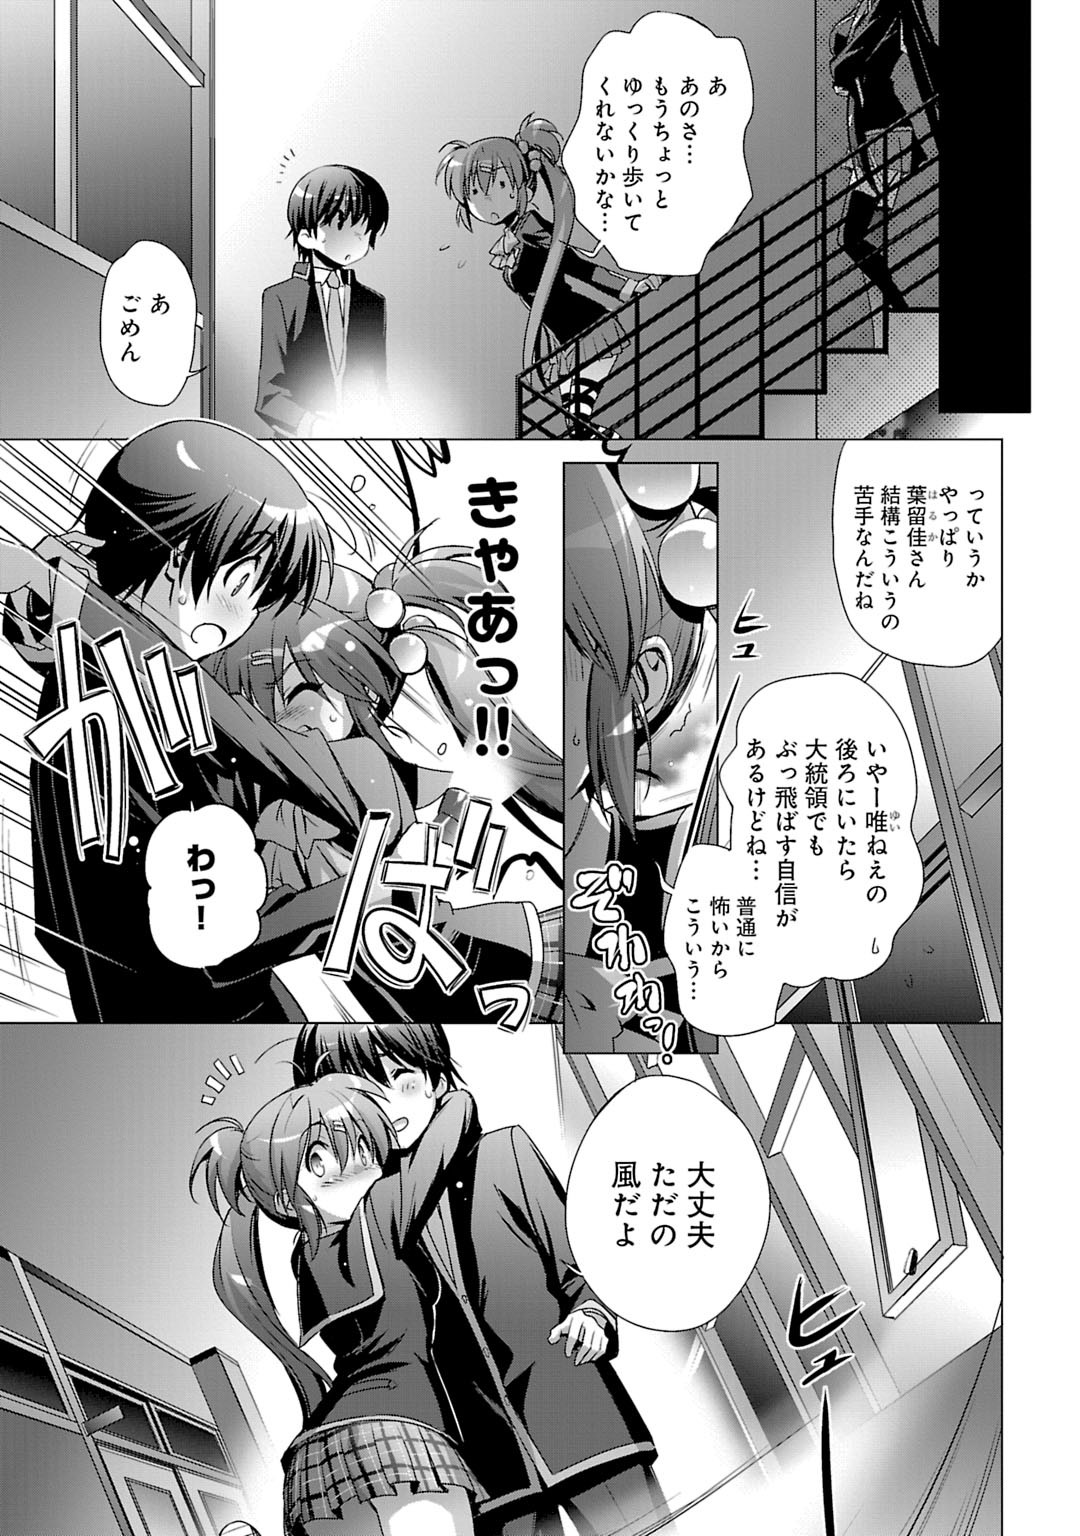 あ
あのさ…
もうちょっと
ゆっくり歩いて
くれないかな…
あ
ごめん
っていうか
やっぱり
葉留佳さん
はるか
結構こういうの
苦手なんだね
いやー唯ねえの
ゆい
後ろにいたら
大統領でも
ぶっ飛ばす自信が
あるけどね…
普通に
怖いから
こういう…
ヒュ
ぞわわわっ!
きゃあっ!!
がばっ
わっ!
大丈夫
ただの
風だよ
ヒュ